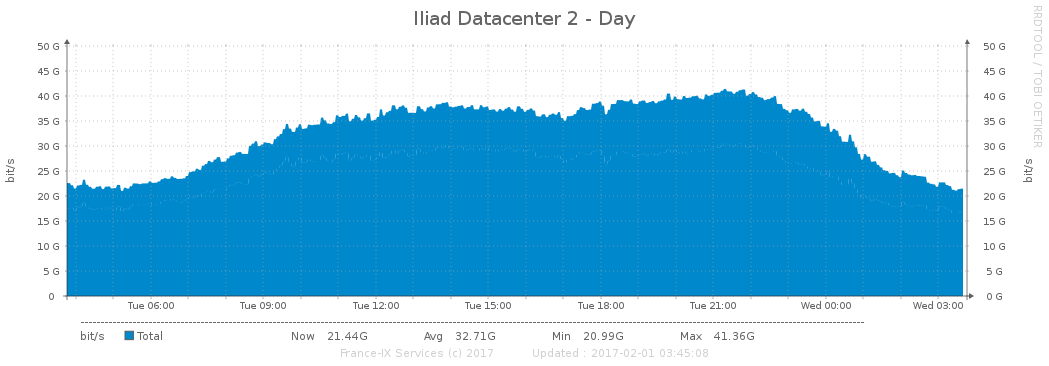 Iliad Datacenter 2 - Day
RRDTOOL / TOBI OETIKER
50 G 50 G
45 G 45 G
40 G 40 G
35 G 35 G
30 G 30 G
25 G 25 G
20 G 20 G
15 G 15 G
10 G 10 G
5 G 5 G
0 0 G
bit/s bit/s
Tue 06:00 Tue 09:00 Tue 12:00 Tue 15:00 Tue 18:00 Tue 21:00 Wed 00:00 Wed 03:00
bit/s Total Now 21.44G Avg 32.71G Min 20.99G Max 41.36G
France-IX Services (c) 2017 Updated : 2017-02-01 03:45:08